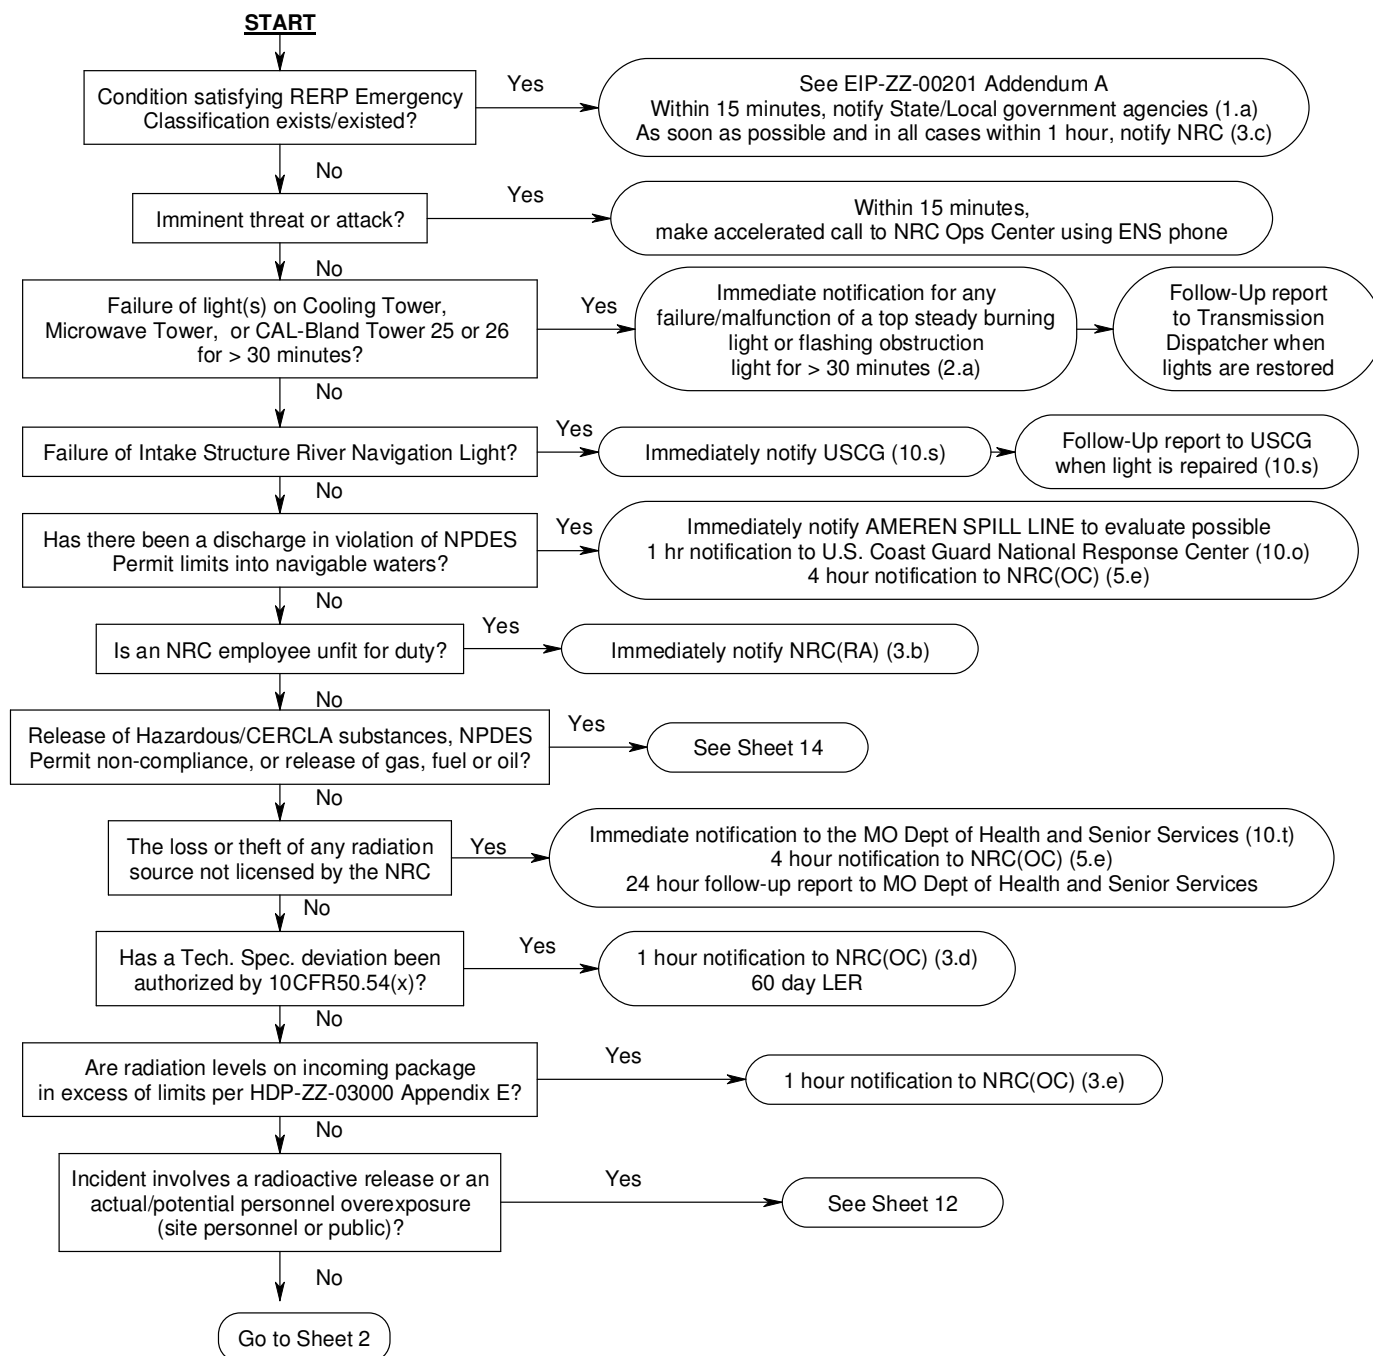 START
Condition satisfying RERP Emergency
Classification exists/existed?
Yes
See EIP-ZZ-00201 Addendum A
Within 15 minutes, notify State/Local government agencies (1.a)
As soon as possible and in all cases within 1 hour, notify NRC (3.c)
No
Imminent threat or attack?
Yes
Within 15 minutes,
make accelerated call to NRC Ops Center using ENS phone
No
Failure of light(s) on Cooling Tower,
Microwave Tower, or CAL-Bland Tower 25 or 26
for > 30 minutes?
Yes
Immediate notification for any
failure/malfunction of a top steady burning
light or flashing obstruction
light for > 30 minutes (2.a)
Follow-Up report
to Transmission
Dispatcher when
lights are restored
No
Failure of Intake Structure River Navigation Light?
Yes
Immediately notify USCG (10.s)
Follow-Up report to USCG
when light is repaired (10.s)
No
Has there been a discharge in violation of NPDES
Permit limits into navigable waters?
Yes
Immediately notify AMEREN SPILL LINE to evaluate possible
1 hr notification to U.S. Coast Guard National Response Center (10.o)
4 hour notification to NRC(OC) (5.e)
No
Is an NRC employee unfit for duty?
Yes
Immediately notify NRC(RA) (3.b)
No
Release of Hazardous/CERCLA substances, NPDES
Permit non-compliance, or release of gas, fuel or oil?
Yes
See Sheet 14
No
The loss or theft of any radiation
source not licensed by the NRC
Yes
Immediate notification to the MO Dept of Health and Senior Services (10.t)
4 hour notification to NRC(OC) (5.e)
24 hour follow-up report to MO Dept of Health and Senior Services
No
Has a Tech. Spec. deviation been
authorized by 10CFR50.54(x)?
Yes
1 hour notification to NRC(OC) (3.d)
60 day LER
No
Are radiation levels on incoming package
in excess of limits per HDP-ZZ-03000 Appendix E?
Yes
1 hour notification to NRC(OC) (3.e)
No
Incident involves a radioactive release or an
actual/potential personnel overexposure
(site personnel or public)?
Yes
See Sheet 12
No
Go to Sheet 2